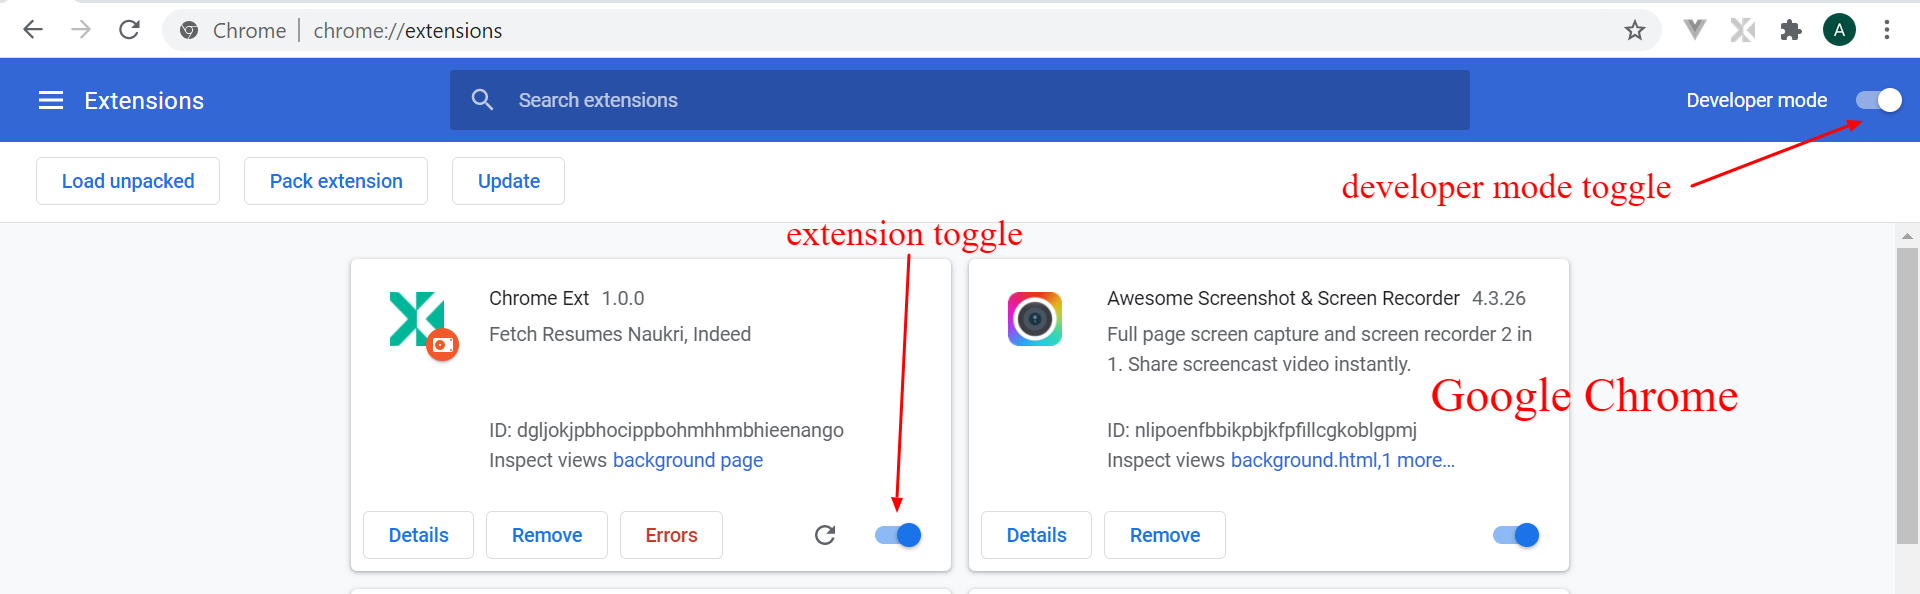 Chrome | chrome://extensions
A
Extensions
Search extensions
Developer mode
Load unpacked
Pack extension
Update
developer mode toggle
extension toggle
Chrome Ext 1.0.0
Fetch Resumes Naukri, Indeed
ID: dgljokjpbhocippbohmhhmbhieenango
Inspect views background page
Details
Remove
Errors
Awesome Screenshot & Screen Recorder 4.3.26
Full page screen capture and screen recorder 2 in
1. Share screencast video instantly.
Google Chrome
ID: nlipoenfbbikpbjkfpfillcgkoblgpmj
Inspect views background.html,1 more...
Details
Remove